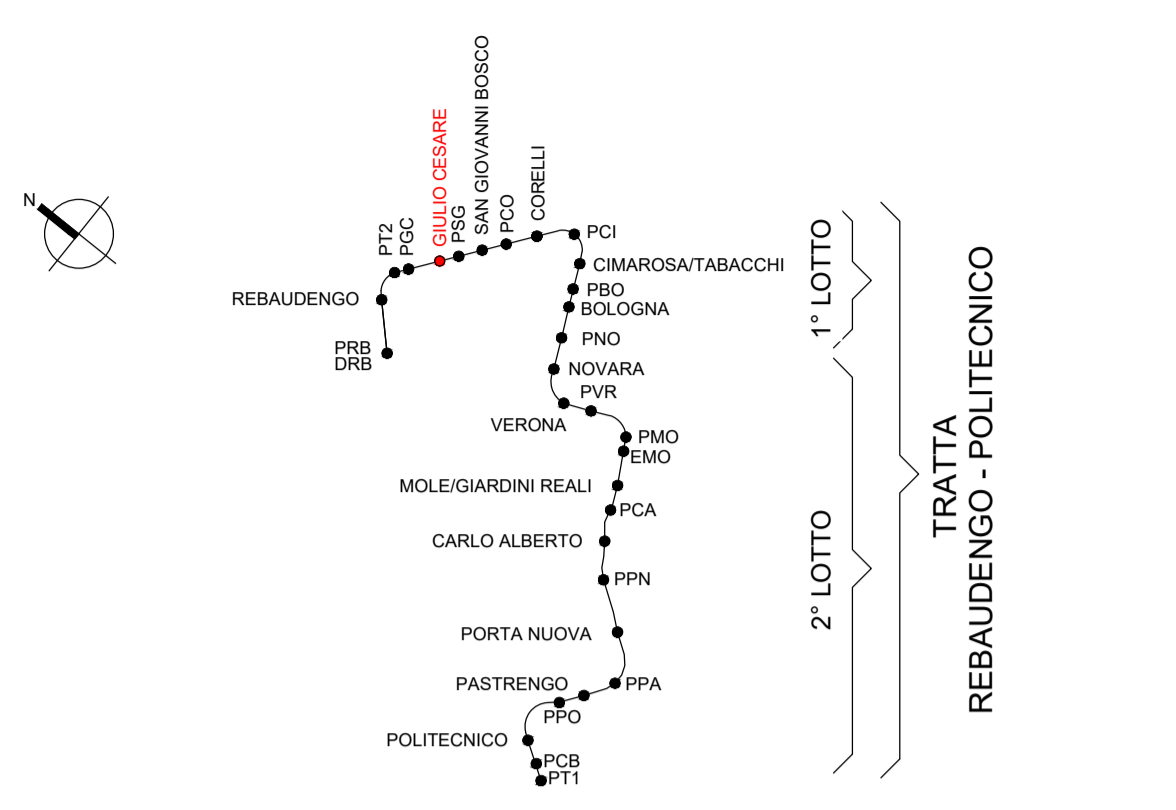 N
SAN GIOVANNI BOSCO
GIULIO CESARE
CORELLI
PCO
PSG
PT2
PGC
PCI
CIMAROSA/TABACCHI
REBAUDENGO
PBO
BOLOGNA
PNO
PRB
DRB
NOVARA
PVR
VERONA
PMO
EMO
MOLE/GIARDINI REALI
PCA
CARLO ALBERTO
PPN
PORTA NUOVA
PASTRENGO
PPA
PPO
POLITECNICO
PCB
PT1
1° LOTTO
2° LOTTO
TRATTA
REBAUDENGO - POLITECNICO